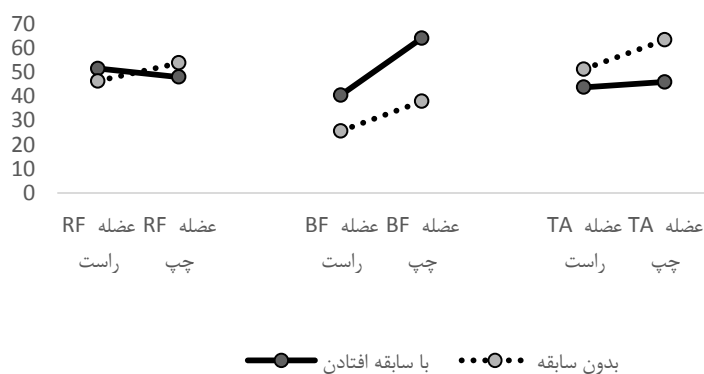 70
60
50
40
30
20
10
0
عضله RF راست
عضله RF چپ
عضله BF راست
عضله BF چپ
عضله TA راست
عضله TA چپ
با سابقه افتادن
بدون سابقه